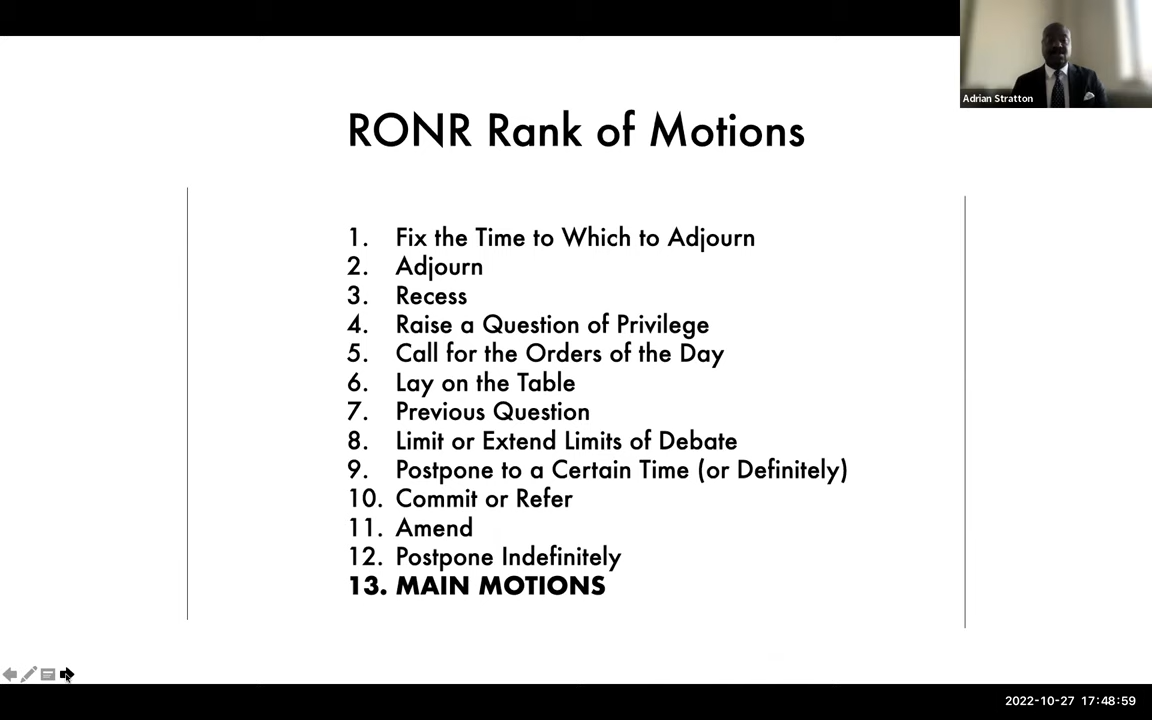 Adrian Stratton
RONR Rank of Motions
1. Fix the Time to Which to Adjourn
2. Adjourn
3. Recess
4. Raise a Question of Privilege
5. Call for the Orders of the Day
6. Lay on the Table
7. Previous Question
8. Limit or Extend Limits of Debate
9. Postpone to a Certain Time (or Definitely)
10. Commit or Refer
11. Amend
12. Postpone Indefinitely
13. MAIN MOTIONS
2022-10-27 17:48:59